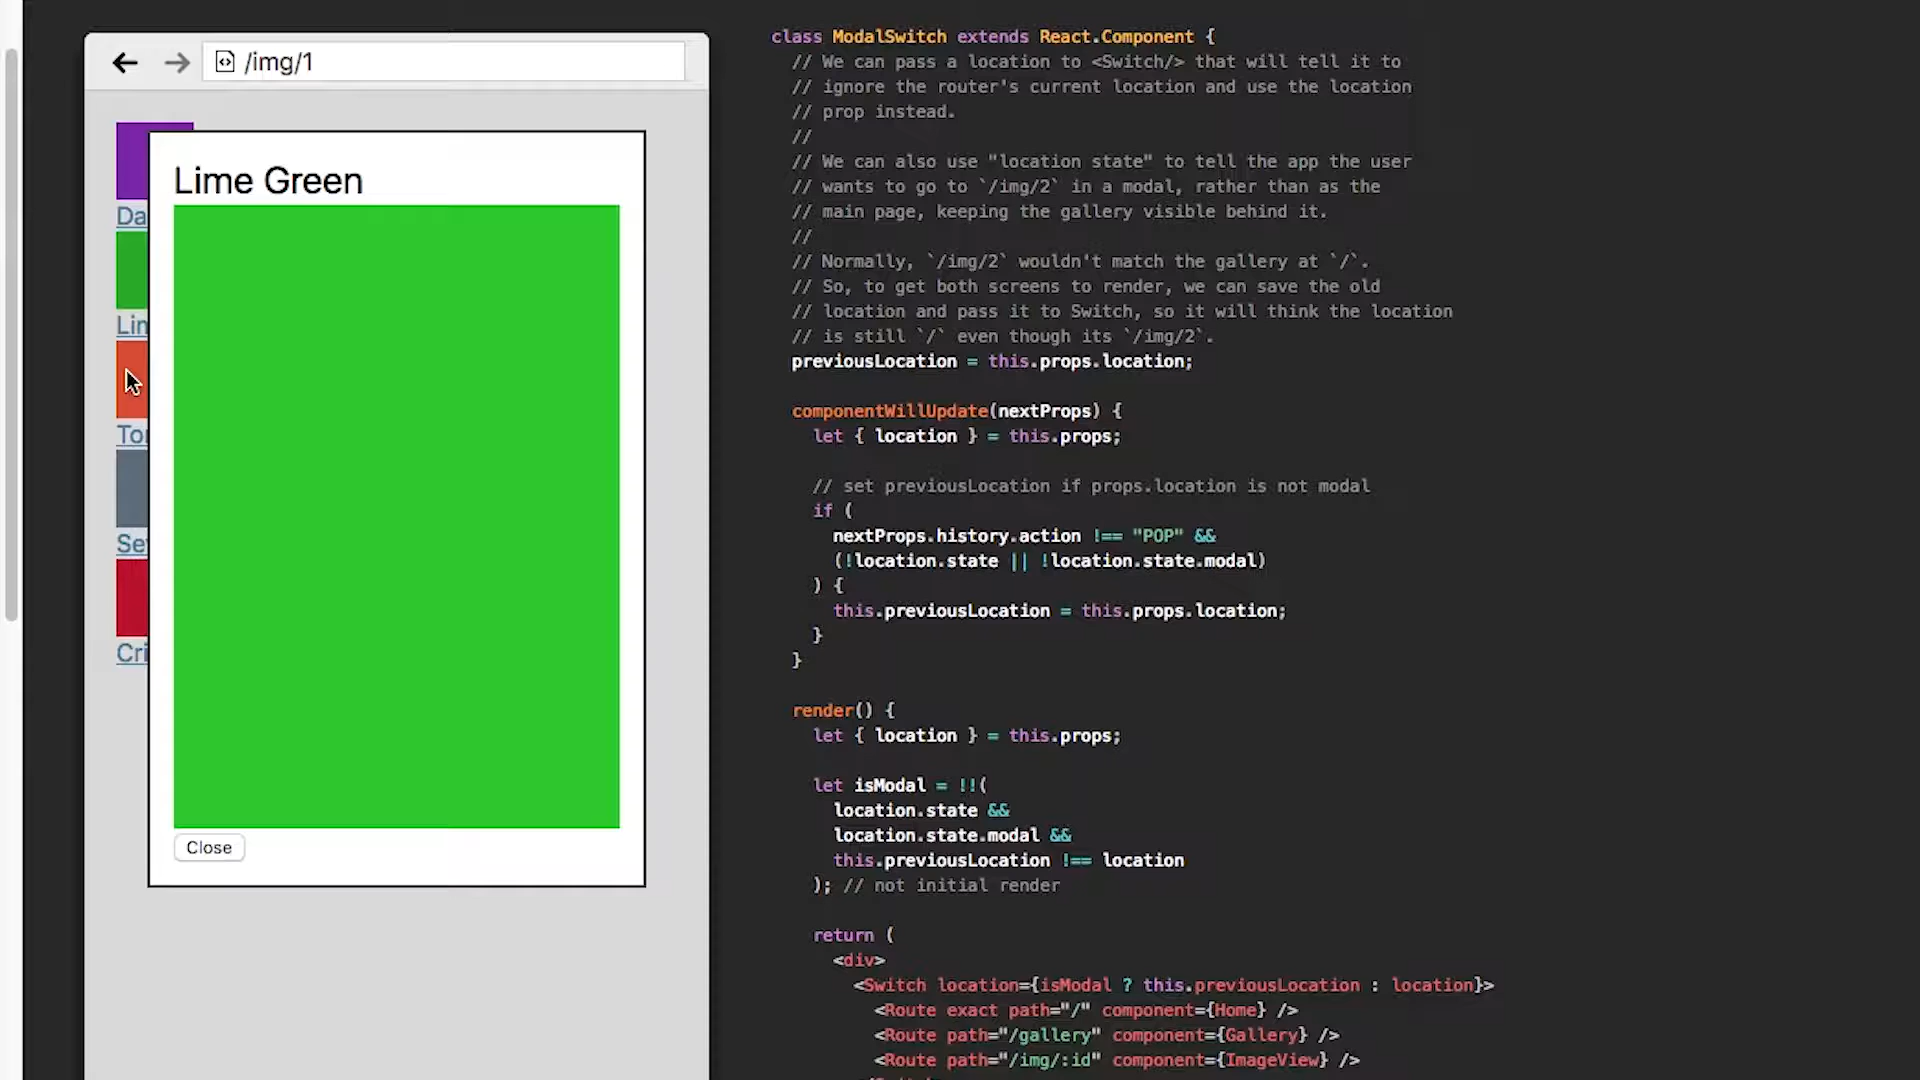 /img/1
Lime Green
Da
Lin
To
Se
Cri
Close
class ModalSwitch extends React.Component {
// We can pass a location to <Switch/> that will tell it to
// ignore the router's current location and use the location
// prop instead.
//
// We can also use "location state" to tell the app the user
// wants to go to `/img/2` in a modal, rather than as the
// main page, keeping the gallery visible behind it.
//
// Normally, `/img/2` wouldn't match the gallery at `/`.
// So, to get both screens to render, we can save the old
// location and pass it to Switch, so it will think the location
// is still `/` even though its `/img/2`.
previousLocation = this.props.location;
componentWillUpdate(nextProps) {
let { location } = this.props;
// set previousLocation if props.location is not modal
if (
nextProps.history.action !== "POP" &&
(!location.state || !location.state.modal)
) {
this.previousLocation = this.props.location;
}
}
render() {
let { location } = this.props;
let isModal = !!(
location.state &&
location.state.modal &&
this.previousLocation !== location
); // not initial render
return (
<div>
<Switch location={isModal ? this.previousLocation : location}>
<Route exact path="/" component={Home} />
<Route path="/gallery" component={Gallery} />
<Route path="/img/:id" component={ImageView} />